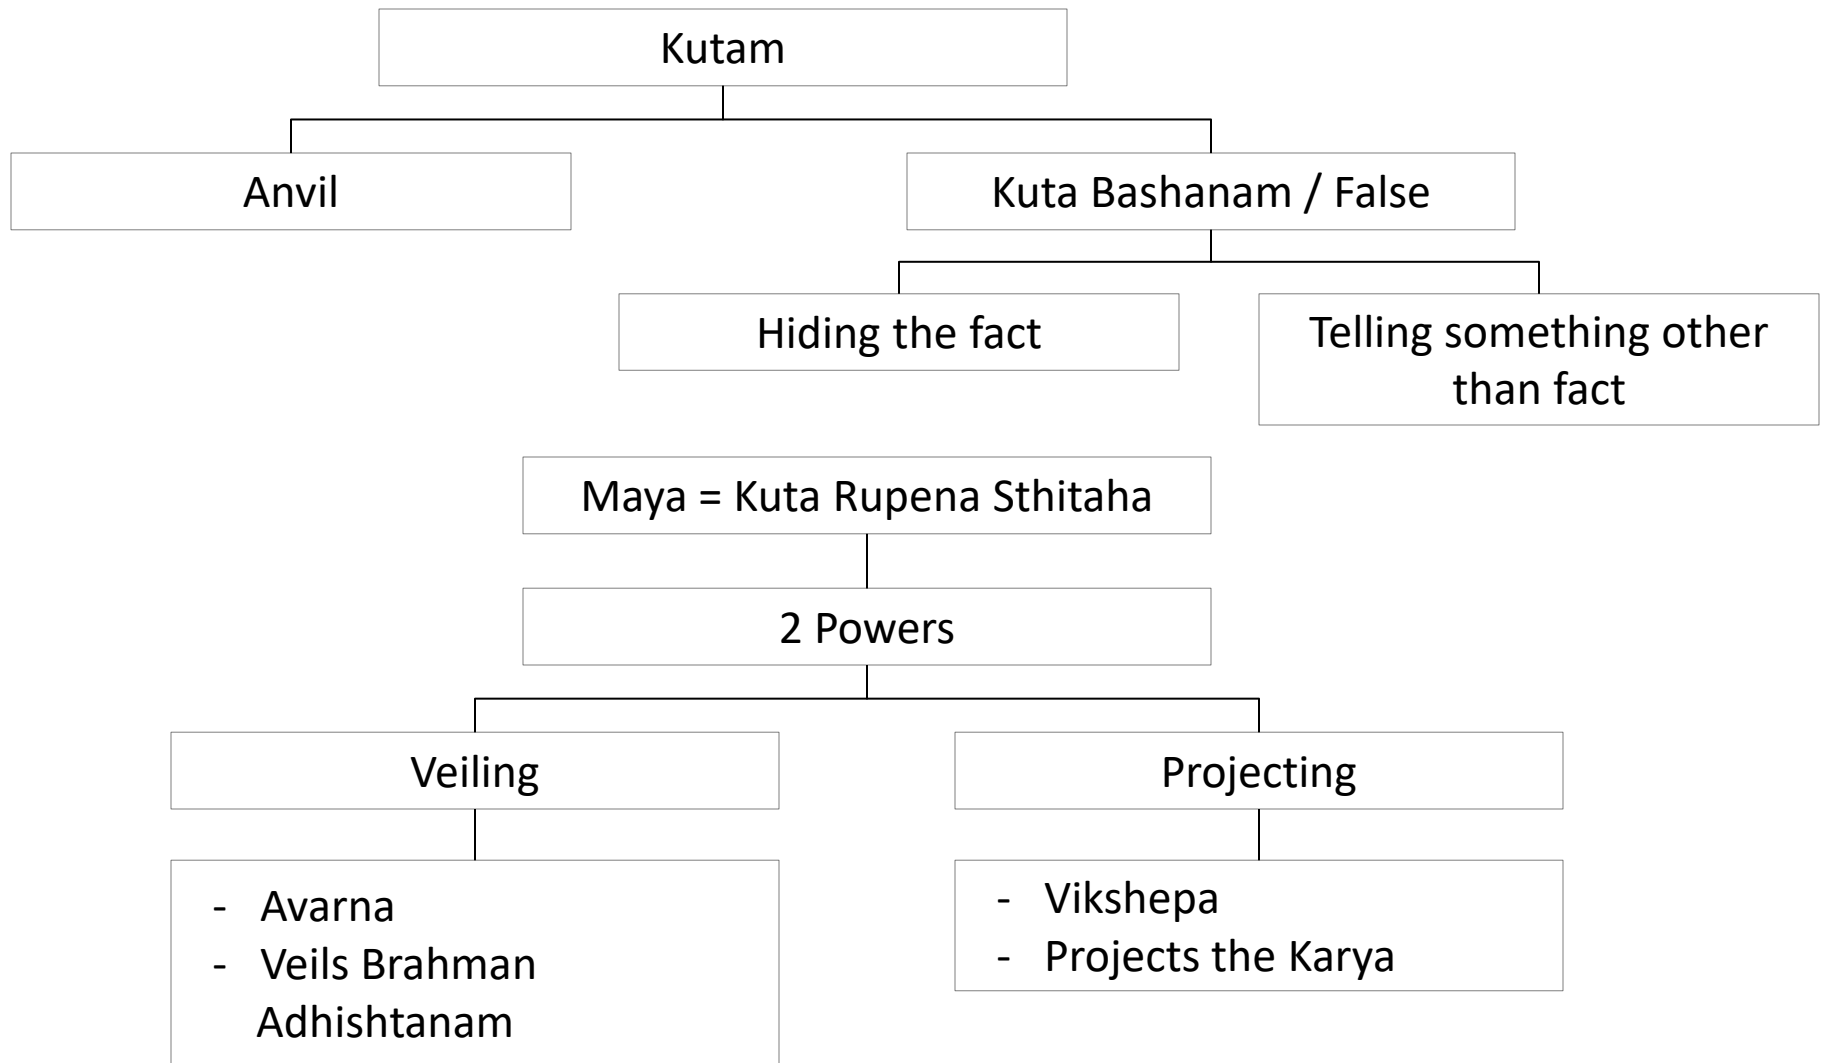 Kutam
Anvil
Kuta Bashanam / False
Hiding the fact
Telling something other
than fact
Maya = Kuta Rupena Sthitaha
2 Powers
Veiling
Projecting
- Avarna
- Veils Brahman
Adhishtanam
- Vikshepa
- Projects the Karya